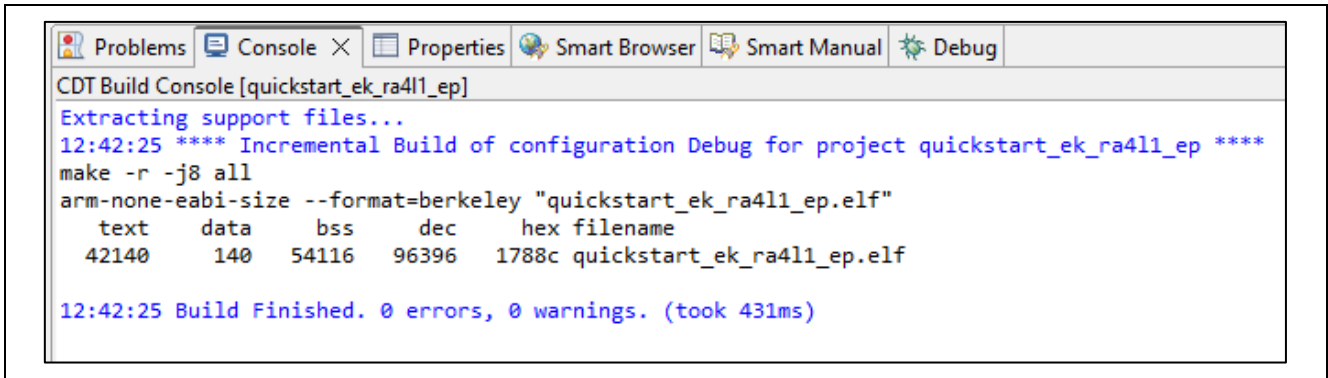 Problems Console Properties Smart Browser Smart Manual Debug
CDT Build Console [quickstart_ek_ra4l1_ep]
Extracting support files...
12:42:25 **** Incremental Build of configuration Debug for project quickstart_ek_ra4l1_ep ****
make -r -j8 all
arm-none-eabi-size --format=berkeley "quickstart_ek_ra4l1_ep.elf"
text data bss dec hex filename
42140 140 54116 96396 1788c quickstart_ek_ra4l1_ep.elf
12:42:25 Build Finished. 0 errors, 0 warnings. (took 431ms)